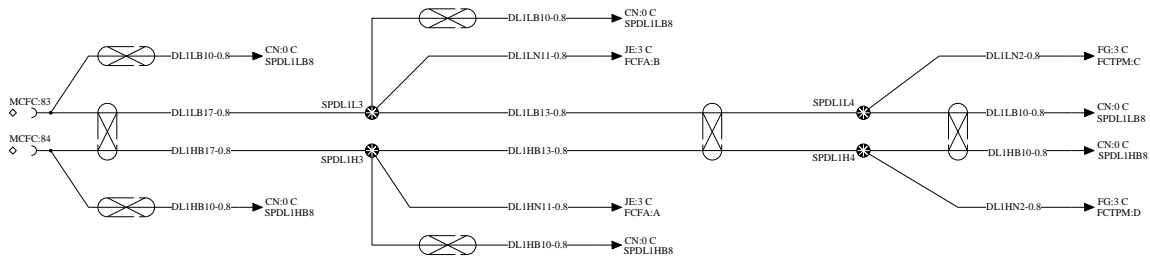 DL1LB10-0.8
CN:0 C
SPDL1LB8
DL1LB10-0.8
CN:0 C
SPDL1LB8
DL1LN11-0.8
JE:3 C
FCFA:B
DL1LN2-0.8
FG:3 C
FCTPM:C
MCFC:83
DL1LB17-0.8
SPDL1L3
DL1LB13-0.8
SPDL1L4
DL1LB10-0.8
CN:0 C
SPDL1LB8
MCFC:84
DL1HB17-0.8
SPDL1H3
DL1HB13-0.8
SPDL1H4
DL1HB10-0.8
CN:0 C
SPDL1HB8
DL1HB10-0.8
CN:0 C
SPDL1HB8
DL1HN11-0.8
JE:3 C
FCFA:A
DL1HN2-0.8
FG:3 C
FCTPM:D
DL1HB10-0.8
CN:0 C
SPDL1HB8